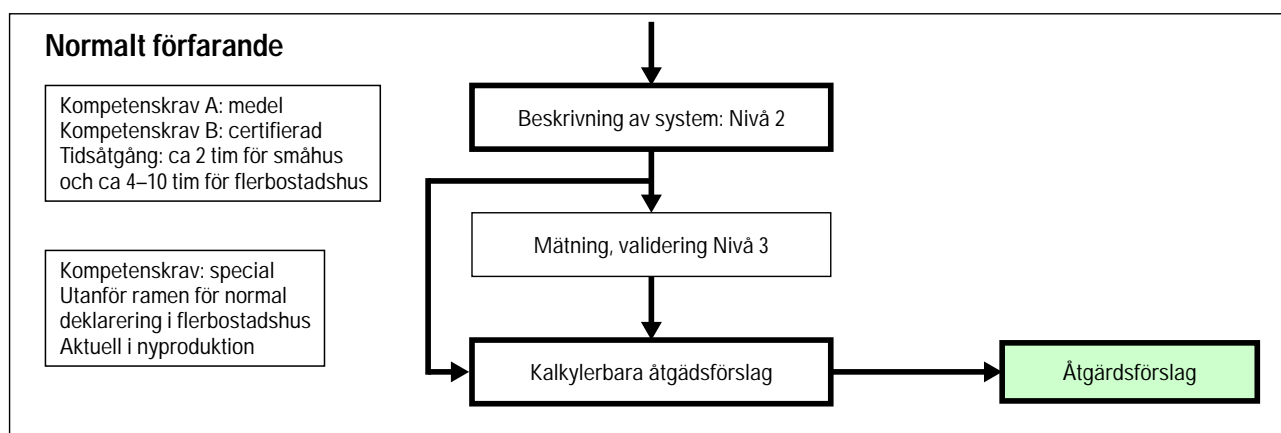 Normalt förfarande
Kompetenskrav A: medel
Kompetenskrav B: certifierad
Tidsåtgång: ca 2 tim för småhus
och ca 4–10 tim för flerbostadshus
Beskrivning av system: Nivå 2
Mätning, validering Nivå 3
Kompetenskrav: special
Utanför ramen för normal
deklarering i flerbostadshus
Aktuell i nyproduktion
Kalkylerbara åtgädsförslag
Åtgärdsförslag